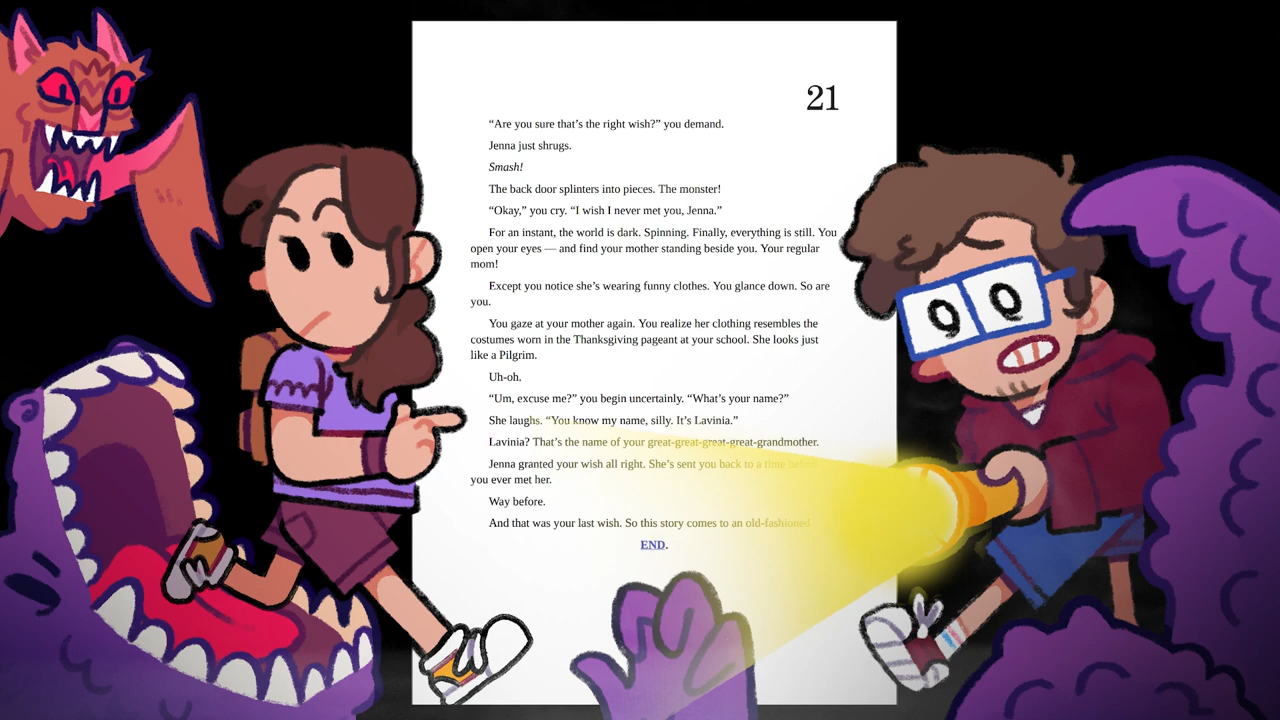 21
“Are you sure that’s the right wish?” you demand.
Jenna just shrugs.
Smash!
The back door splinters into pieces. The monster!
“Okay,” you cry. “I wish I never met you, Jenna.”
For an instant, the world is dark. Spinning. Finally, everything is still. You
open your eyes — and find your mother standing beside you. Your regular
mom!
Except you notice she’s wearing funny clothes. You glance down. So are
you.
You gaze at your mother again. You realize her clothing resembles the
costumes worn in the Thanksgiving pageant at your school. She looks just
like a Pilgrim.
Uh-oh.
“Um, excuse me?” you begin uncertainly. “What’s your name?”
She laughs. “You know my name, silly. It’s Lavinia.”
Lavinia? That’s the name of your great-great-great-great-grandmother.
Jenna granted your wish all right. She’s sent you back to a time before
you ever met her.
Way before.
And that was your last wish. So this story comes to an old-fashioned
END.